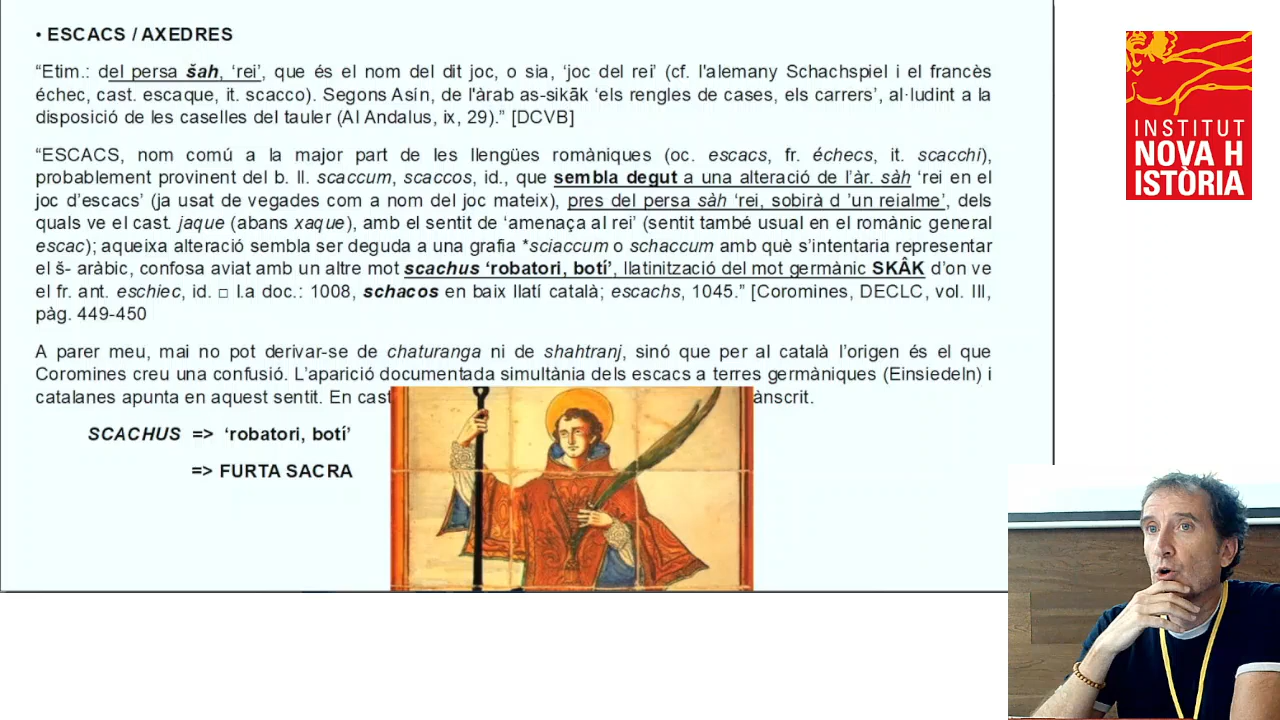 • ESCACS / AXEDRES
“Etim.: del persa šah, ‘rei’, que és el nom del dit joc, o sia, ‘joc del rei’ (cf. l'alemany Schachspiel i el francès
échec, cast. escaque, it. scacco). Segons Asín, de l'àrab as-sikāk ‘els rengles de cases, els carrers’, al·ludint a la
disposició de les caselles del tauler (Al Andalus, ix, 29).” [DCVB]
“ESCACS, nom comú a la major part de les llengües romàniques (oc. escacs, fr. échecs, it. scacchi),
probablement provinent del b. ll. scaccum, scaccos, id., que sembla degut a una alteració de l’àr. sàh ‘rei en el
joc d’escacs’ (ja usat de vegades com a nom del joc mateix), pres del persa sàh ‘rei, sobirà d ’un reialme’, dels
quals ve el cast. jaque (abans xaque), amb el sentit de ‘amenaça al rei’ (sentit també usual en el romànic general
escac); aqueixa alteració sembla ser deguda a una grafia *sciaccum o schaccum amb què s’intentaria representar
el š- aràbic, confosa aviat amb un altre mot scachus ‘robatori, botí’, llatinització del mot germànic SKÂK d’on ve
el fr. ant. eschiec, id. □ I.a doc.: 1008, schacos en baix llatí català; escachs, 1045.” [Coromines, DECLC, vol. III,
pàg. 449-450
A parer meu, mai no pot derivar-se de chaturanga ni de shahtranj, sinó que per al català l’origen és el que
Coromines creu una confusió. L’aparició documentada simultània dels escacs a terres germàniques (Einsiedeln) i
catalanes apunta en aquest sentit. En cast
SCACHUS => ‘robatori, botí’
=> FURTA SACRA
INSTITUT
NOVA H
ISTÒRIA